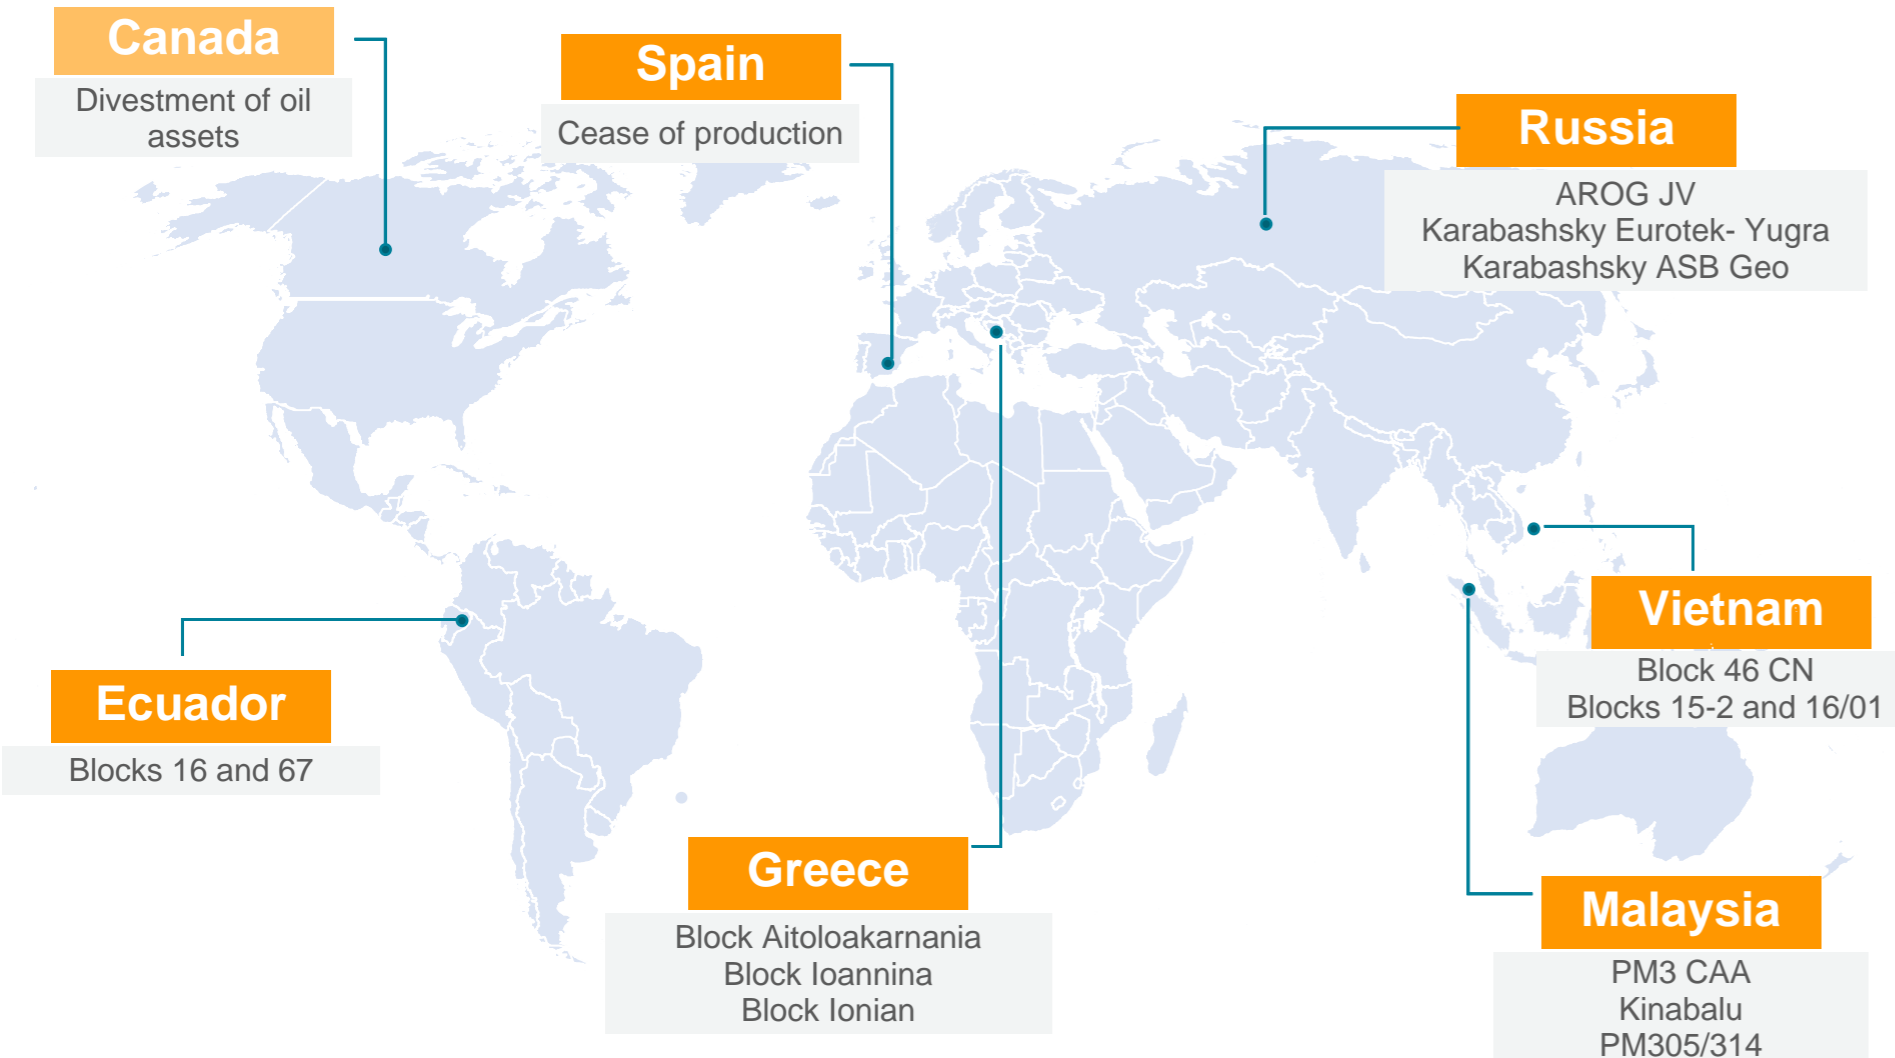 Canada
Divestment of oil
assets
Spain
Cease of production
Russia
AROG JV
Karabashsky Eurotek- Yugra
Karabashsky ASB Geo
Vietnam
Block 46 CN
Blocks 15-2 and 16/01
Ecuador
Blocks 16 and 67
Greece
Block Aitoloakarnania
Block Ioannina
Block Ionian
Malaysia
PM3 CAA
Kinabalu
PM305/314